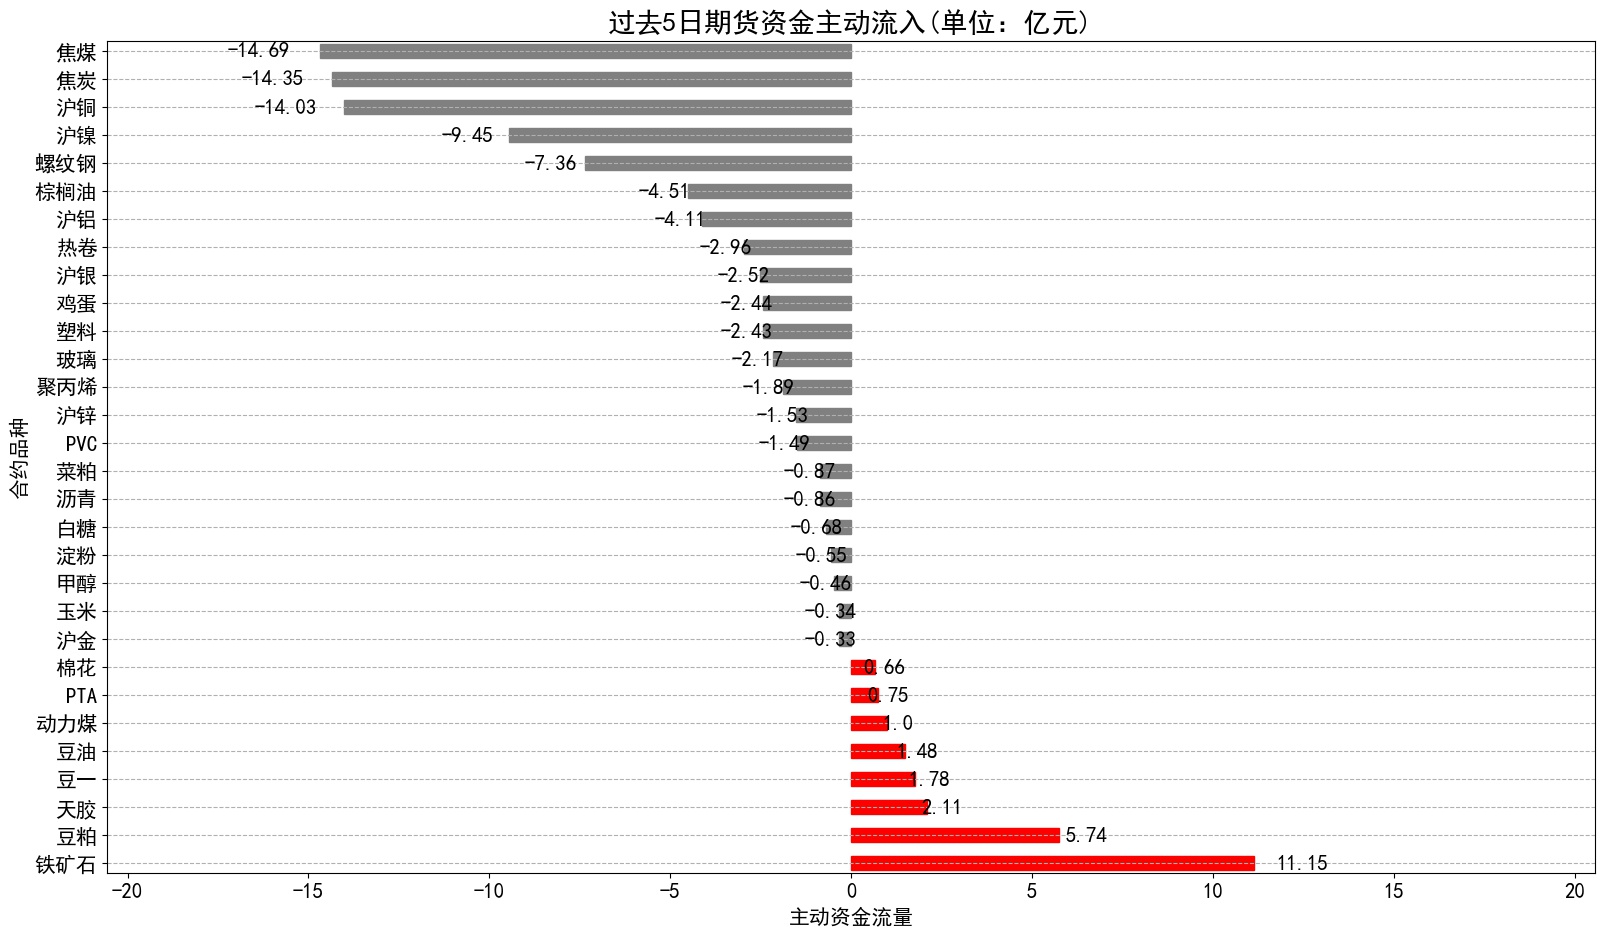 过去5日期货资金主动流入(单位：亿元)
焦煤 -14.69
焦炭 -14.35
沪铜 -14.03
沪镍 -9.45
螺纹钢 -7.36
棕榈油 -4.51
沪铝 -4.11
热卷 -2.96
沪银 -2.52
鸡蛋 -2.44
塑料 -2.43
玻璃 -2.17
聚丙烯 -1.89
沪锌 -1.53
PVC -1.49
菜粕 -0.87
沥青 -0.86
白糖 -0.68
淀粉 -0.55
甲醇 -0.46
玉米 -0.34
沪金 -0.33
棉花 0.66
PTA 0.75
动力煤 1.0
豆油 1.48
豆一 1.78
天胶 2.11
豆粕 5.74
铁矿石 11.15
合约品种
-20 -15 -10 -5 0 5 10 15 20
主动资金流量